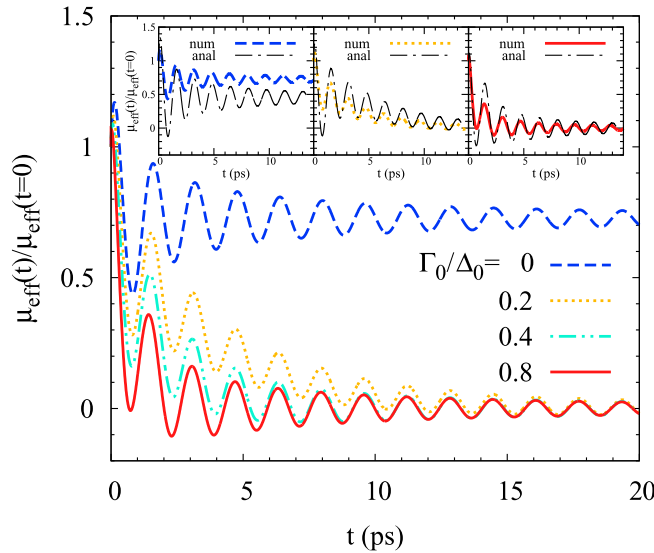 1.5
1
0.5
0
μeff(t)/μeff(t=0)
0 5 10 15 20
t (ps)
Γ0/Δ0= 0
0.2
0.4
0.8
μeff(t)/μeff(t=0)
1.5
1
0.5
0
num
anal
0 5 10
t (ps)
num
anal
0 5 10
t (ps)
num
anal
0 5 10
t (ps)